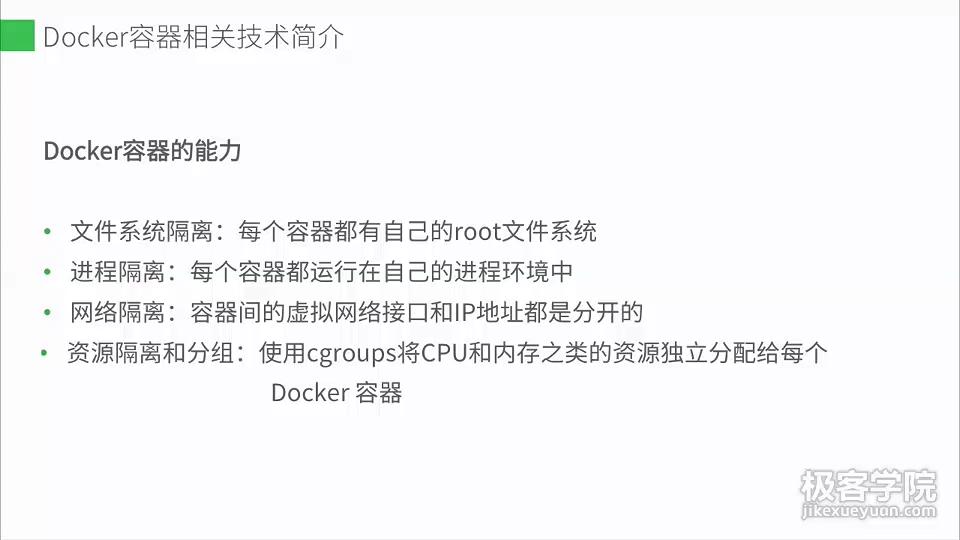 Docker容器相关技术简介
Docker容器的能力
• 文件系统隔离：每个容器都有自己的root文件系统
• 进程隔离：每个容器都运行在自己的进程环境中
• 网络隔离：容器间的虚拟网络接口和IP地址都是分开的
• 资源隔离和分组：使用cgroups将CPU和内存之类的资源独立分配给每个
Docker 容器
极客学院
jikexueyuan.com